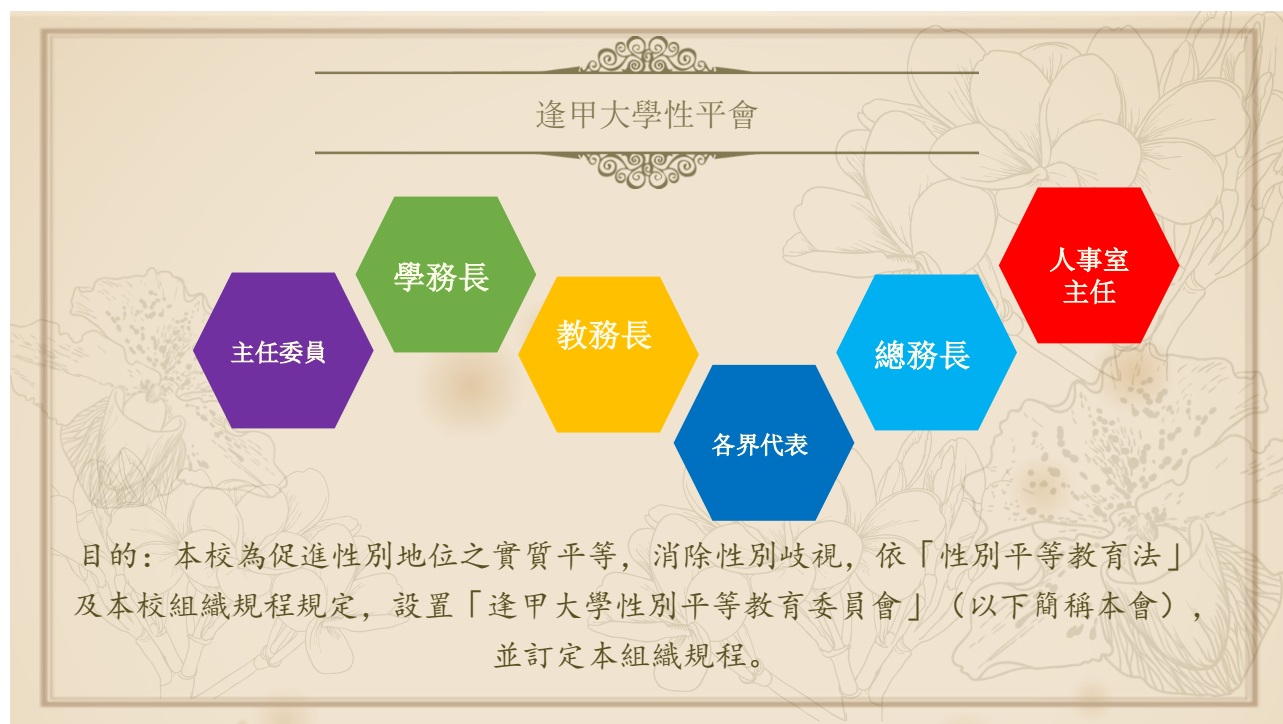 逢甲大學性平會
主任委員
學務長
教務長
各界代表
總務長
人事室
主任
目的：本校為促進性別地位之實質平等，消除性別歧視，依「性別平等教育法」
及本校組織規程規定，設置「逢甲大學性別平等教育委員會」（以下簡稱本會），
並訂定本組織規程。